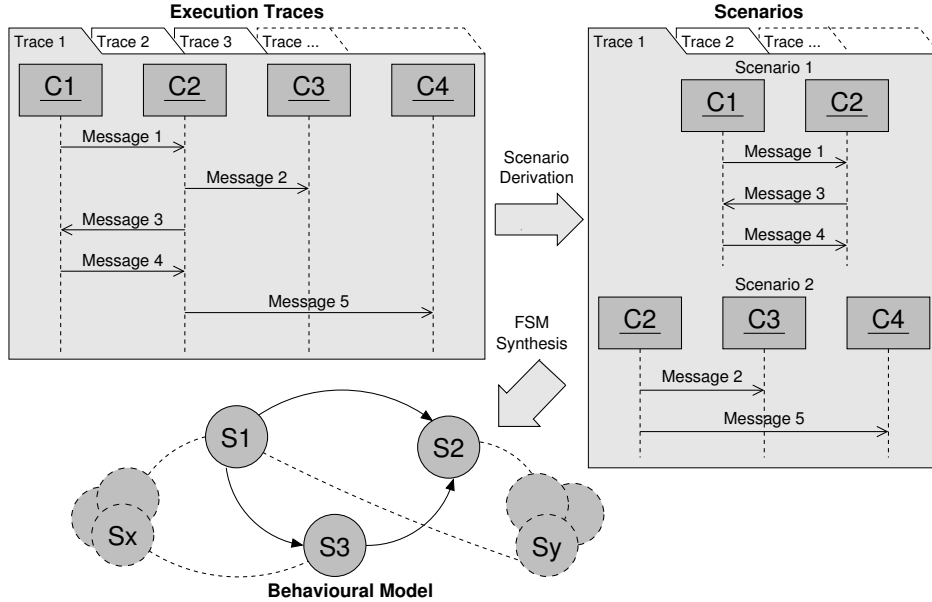 Execution Traces
Trace 1
Trace 2
Trace 3
Trace ...
C1
C2
C3
C4
Message 1
Message 2
Message 3
Message 4
Message 5
Scenario
Derivation
Scenarios
Trace 1
Trace 2
Trace ...
Scenario 1
C1
C2
Message 1
Message 3
Message 4
Scenario 2
C2
C3
C4
Message 2
Message 5
FSM
Synthesis
S1
S2
S3
Sx
Sy
Behavioural Model